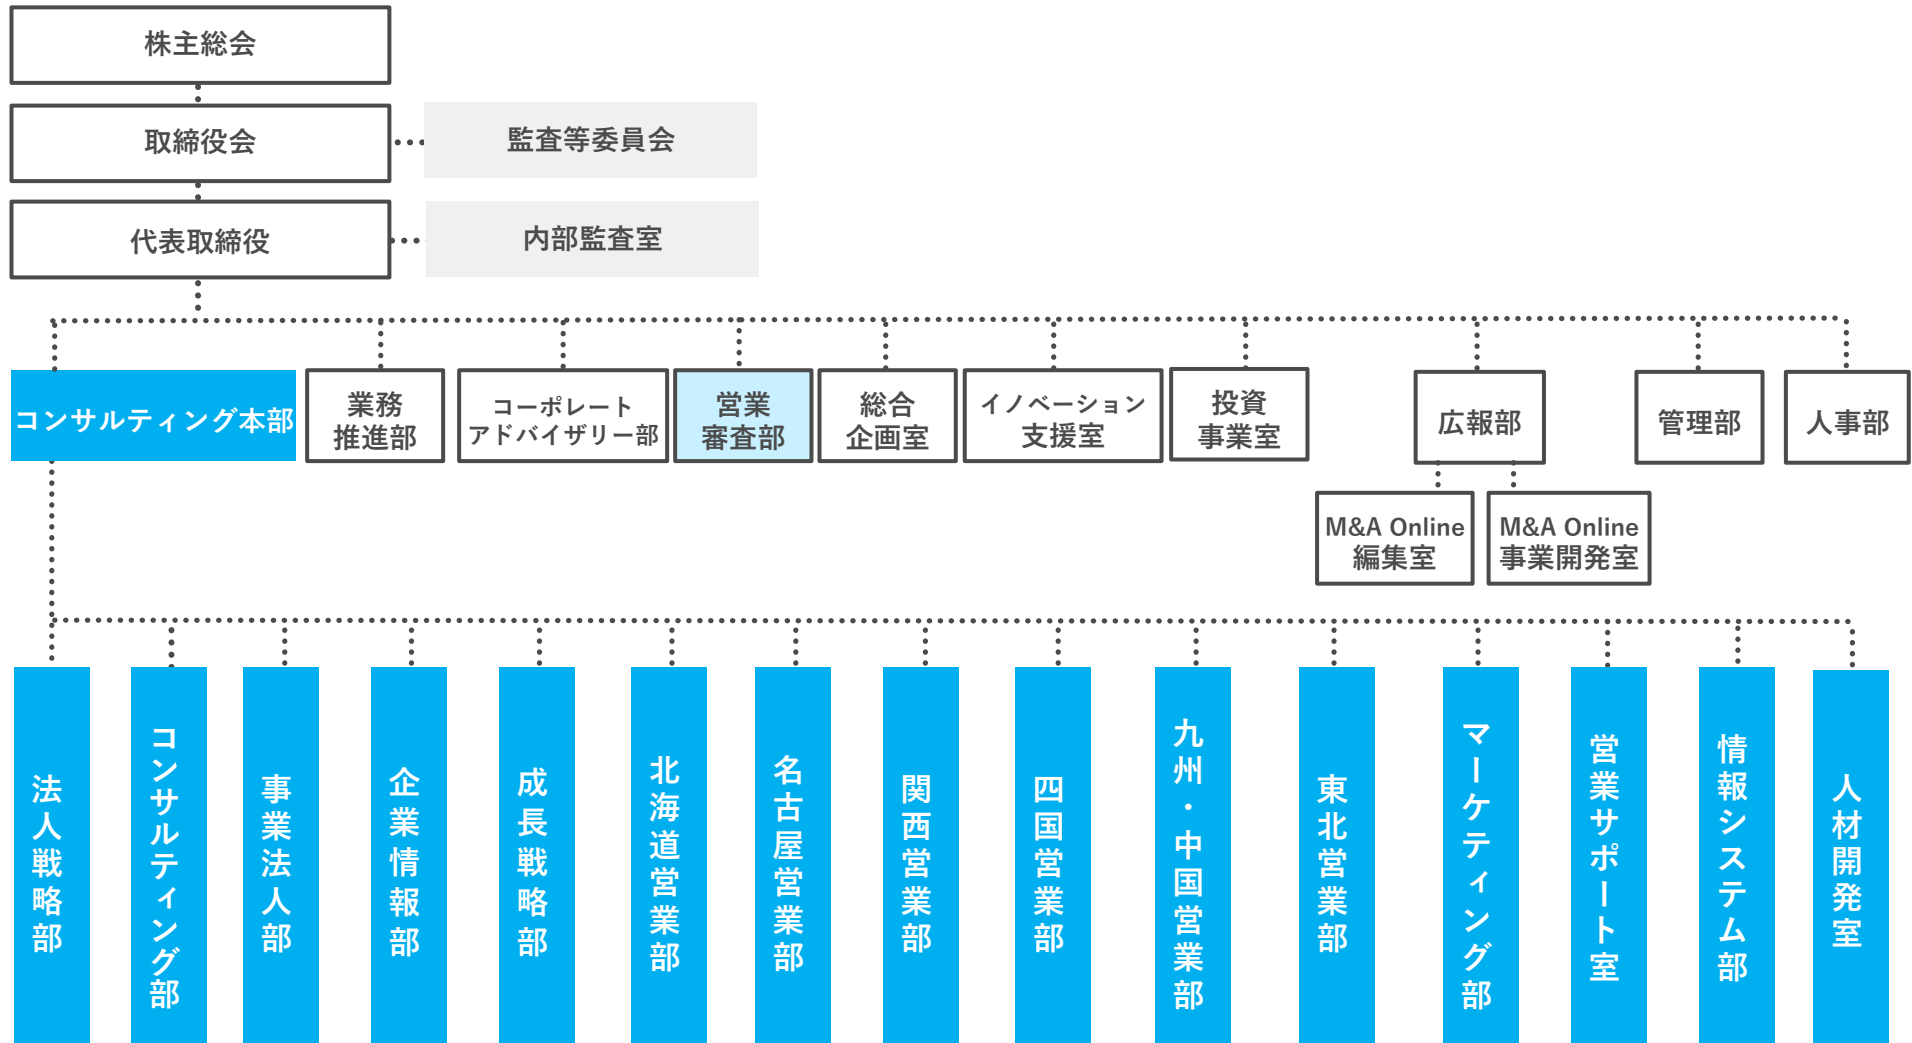 株主総会
取締役会
監査等委員会
代表取締役
内部監査室
コンサルティング本部
業務
推進部
コーポレート
アドバイザリー部
営業
審査部
総合
企画室
イノベーション
支援室
投資
事業室
広報部
管理部
人事部
M&A Online
編集室
M&A Online
事業開発室
法人戦略部
コンサルティング部
事業法人部
企業情報部
成長戦略部
北海道営業部
名古屋営業部
関西営業部
四国営業部
九州・中国営業部
東北営業部
マーケティング部
営業サポート室
情報システム部
人材開発室